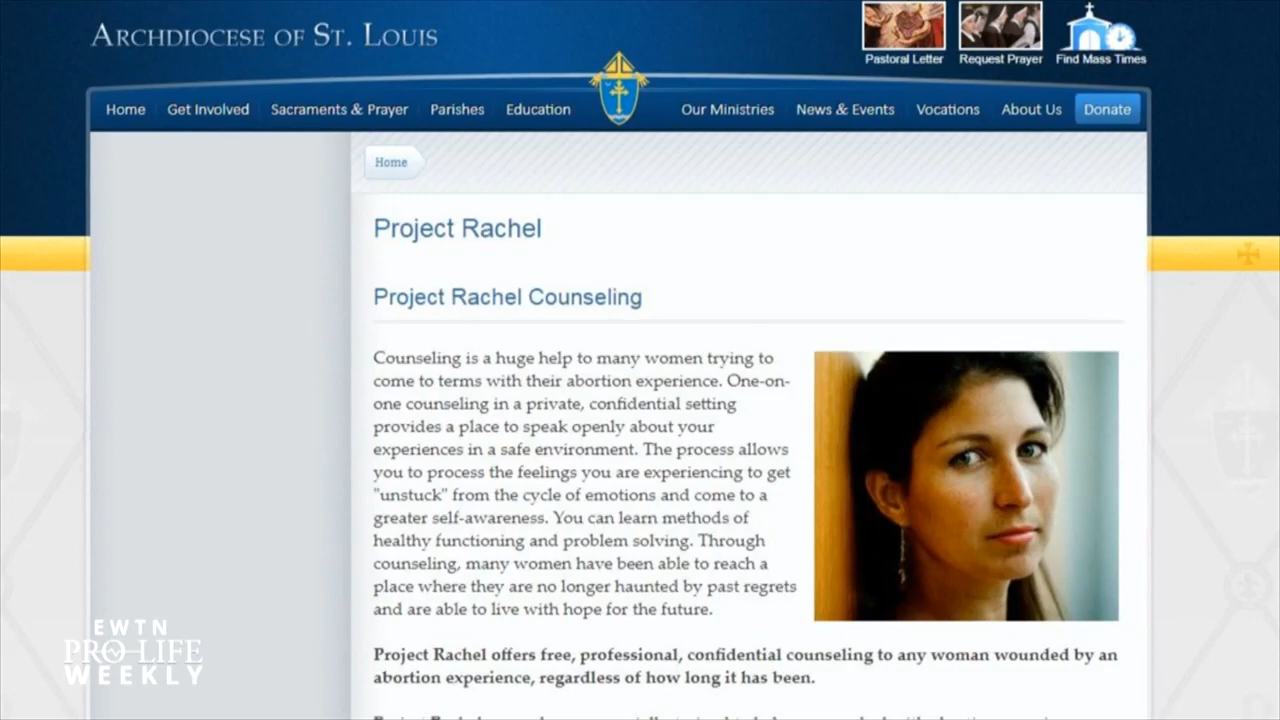 ARCHDIOCESE OF ST. LOUIS
Pastoral Letter
Request Prayer
Find Mass Times
Home
Get Involved
Sacraments & Prayer
Parishes
Education
Our Ministries
News & Events
Vocations
About Us
Donate
Home
Project Rachel
Project Rachel Counseling
Counseling is a huge help to many women trying to
come to terms with their abortion experience. One-on-
one counseling in a private, confidential setting
provides a place to speak openly about your
experiences in a safe environment. The process allows
you to process the feelings you are experiencing to get
"unstuck" from the cycle of emotions and come to a
greater self-awareness. You can learn methods of
healthy functioning and problem solving. Through
counseling, many women have been able to reach a
place where they are no longer haunted by past regrets
and are able to live with hope for the future.
Project Rachel offers free, professional, confidential counseling to any woman wounded by an
abortion experience, regardless of how long it has been.
EWTN
PRO-LIFE
WEEKLY